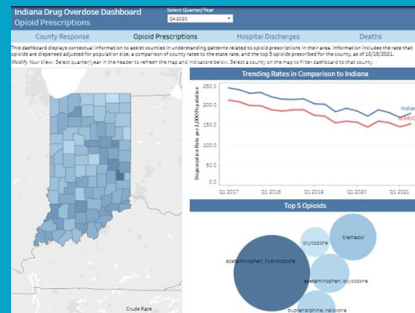 Indiana Drug Overdose Dashboard
Opioid Prescriptions
Select Quarter/Year
Q4 2020
County Response
Opioid Prescriptions
Hospital Discharges
Deaths
This dashboard displays contextual information to assist counties in understanding patterns related to opioid prescriptions in their area. Information includes the rate that
opioids are dispensed adjusted for population size, a comparison of county rates to the state rate, and the top 5 opioids prescribed for the county, as of 10/18/2021.
Modify Your View: Select quarter/year in the header to refresh the map and indicators below. Select a county on the map to filter dashboard to that county.
Trending Rates in Comparison to Indiana
Dispensation Rate per 1,000 Population
250.0
200.0
150.0
100.0
50.0
0.0
Q1 2017
Q1 2018
Q1 2019
Q1 2020
Q1 2021
Top 5 Opioids
oxycodone
tramadol
acetaminophen; hydrocodone
acetaminophen; oxycodone
buprenorphine; naloxone
Crude Rate